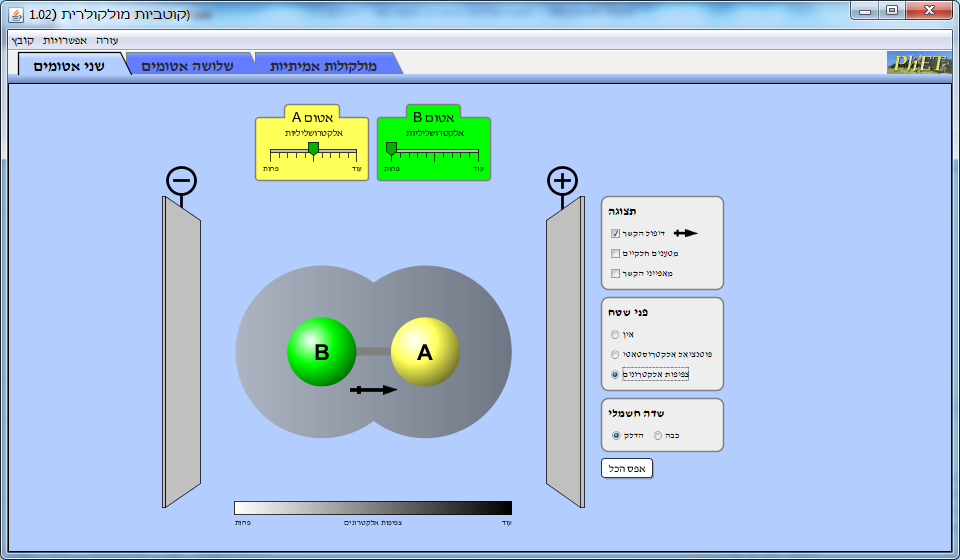 קוטביות מולקולרית (1.02)
קובץ אפשרויות עזרה
שני אטומים
שלושה אטומים
מולקולות אמיתיות
PhET
אטום A
אלקטרושליליות
פחות
עוד
אטום B
אלקטרושליליות
פחות
עוד
−
+
B
A
תצוגה
דיפול הקשר
מטענים חלקיים
מאפייני הקשר
פני שטח
אין
פוטנציאל אלקטרוסטאטי
צפיפות אלקטרונים
שדה חשמלי
הדלק
כבה
אפס הכל
פחות
צפיפות אלקטרונים
עוד